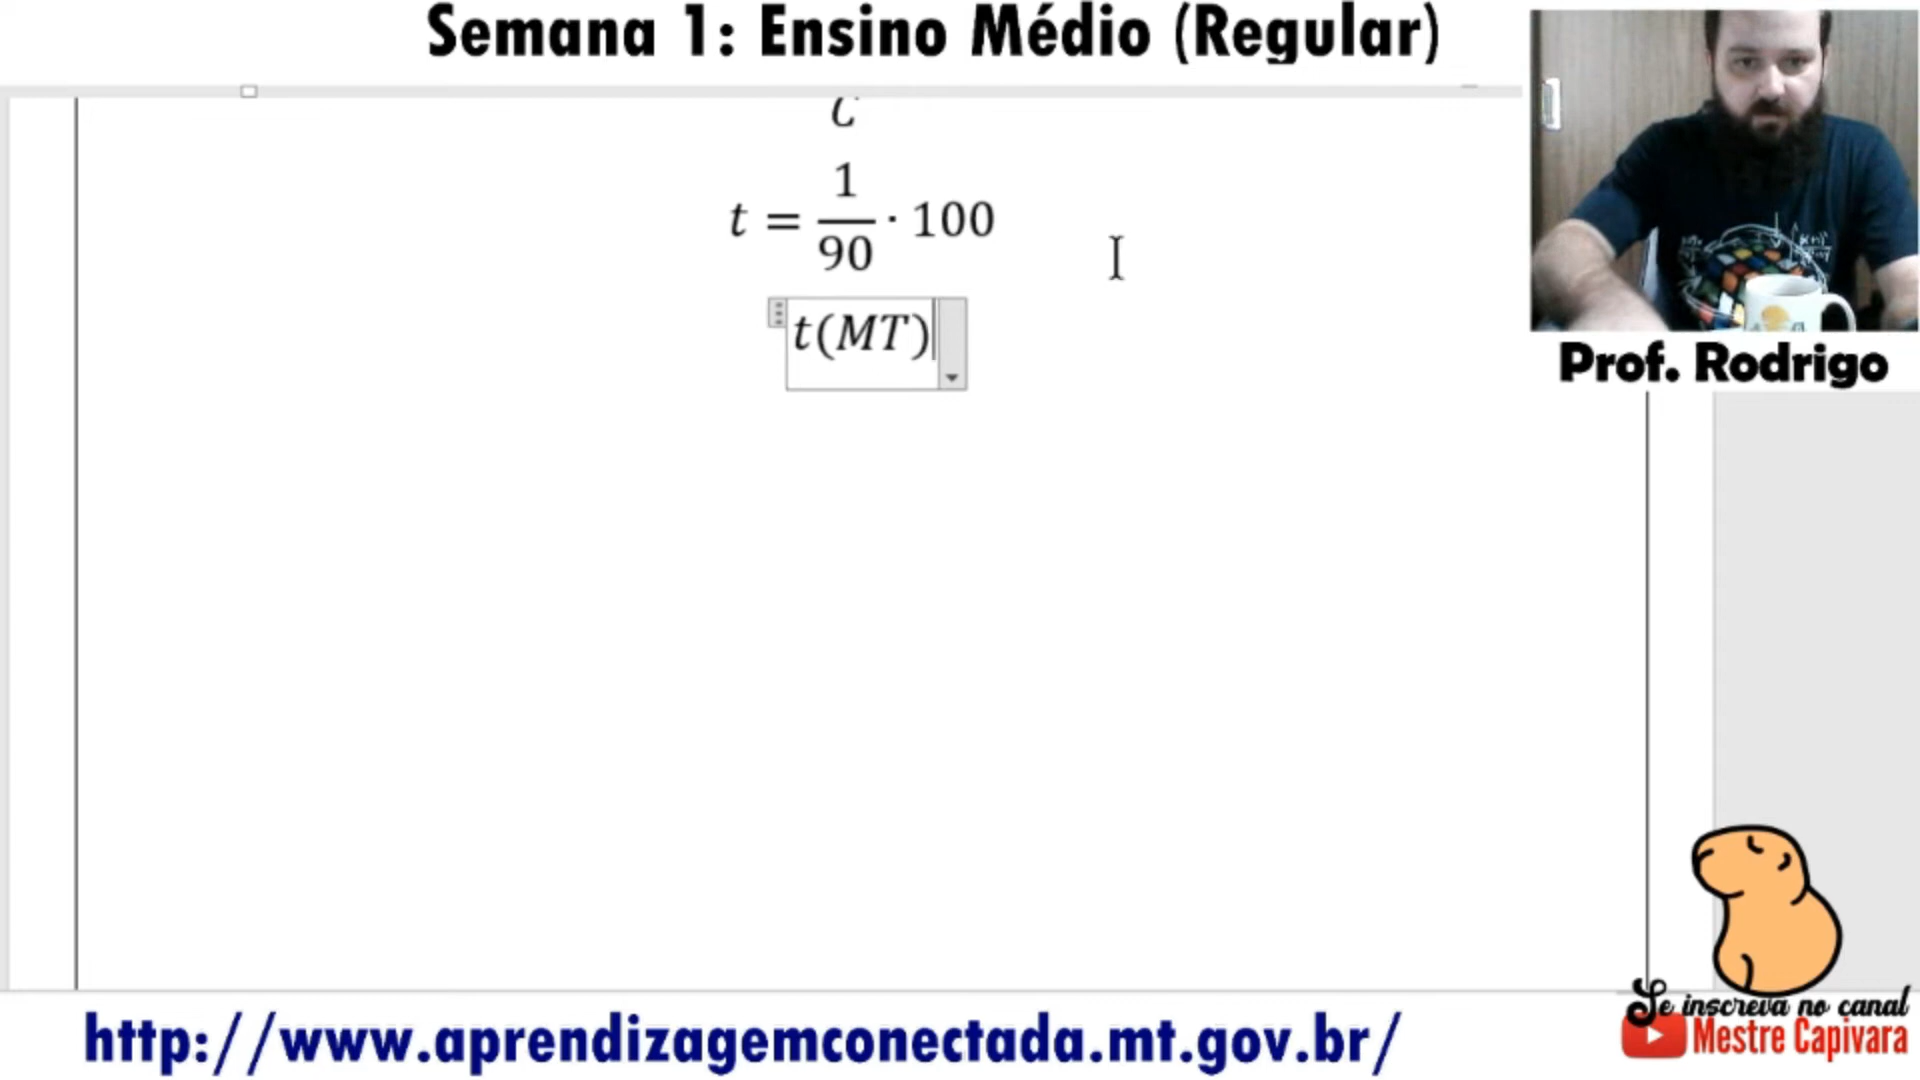 Semana 1: Ensino Médio (Regular)
C
t = 1/90 · 100
t(MT)
Prof. Rodrigo
Se inscreva no canal
Mestre Capivara
http://www.aprendizagemconectada.mt.gov.br/